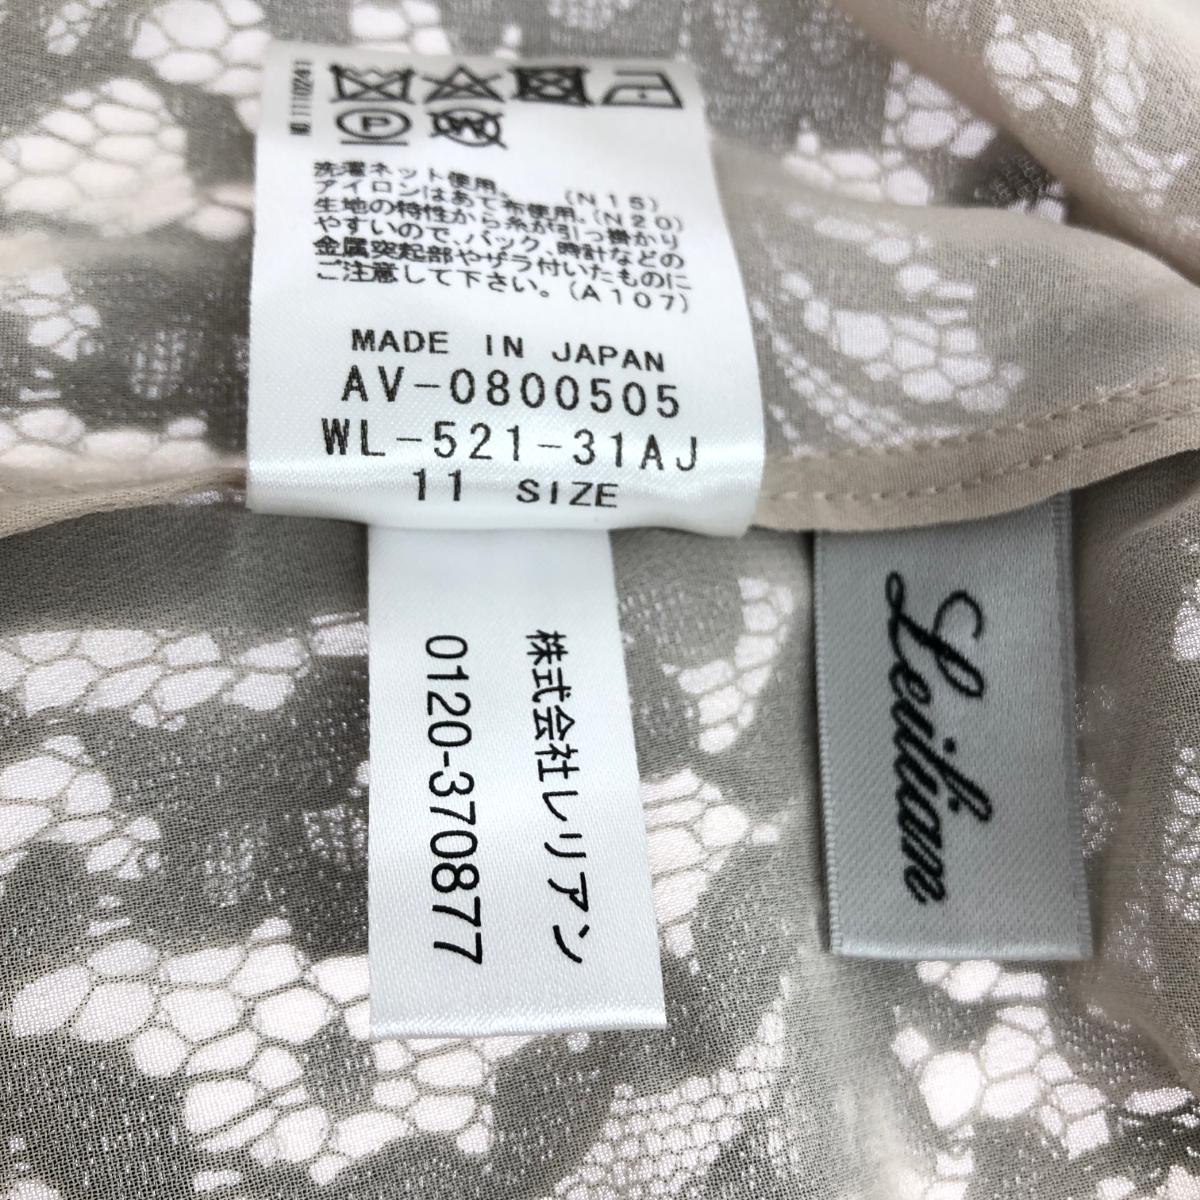 NO.11110241
P
W
洗濯ネット使用。 (N15)
アイロンはあて布使用。(N20)
生地の特性から糸が引っ掛かり
やすいので、バック、時計などの
金属突起部やザラ付いたものに
ご注意して下さい。(A107)
MADE IN JAPAN
AV-0800505
WL-521-31AJ
11 SIZE
株式会社レリアン
0120-370877
Leilian